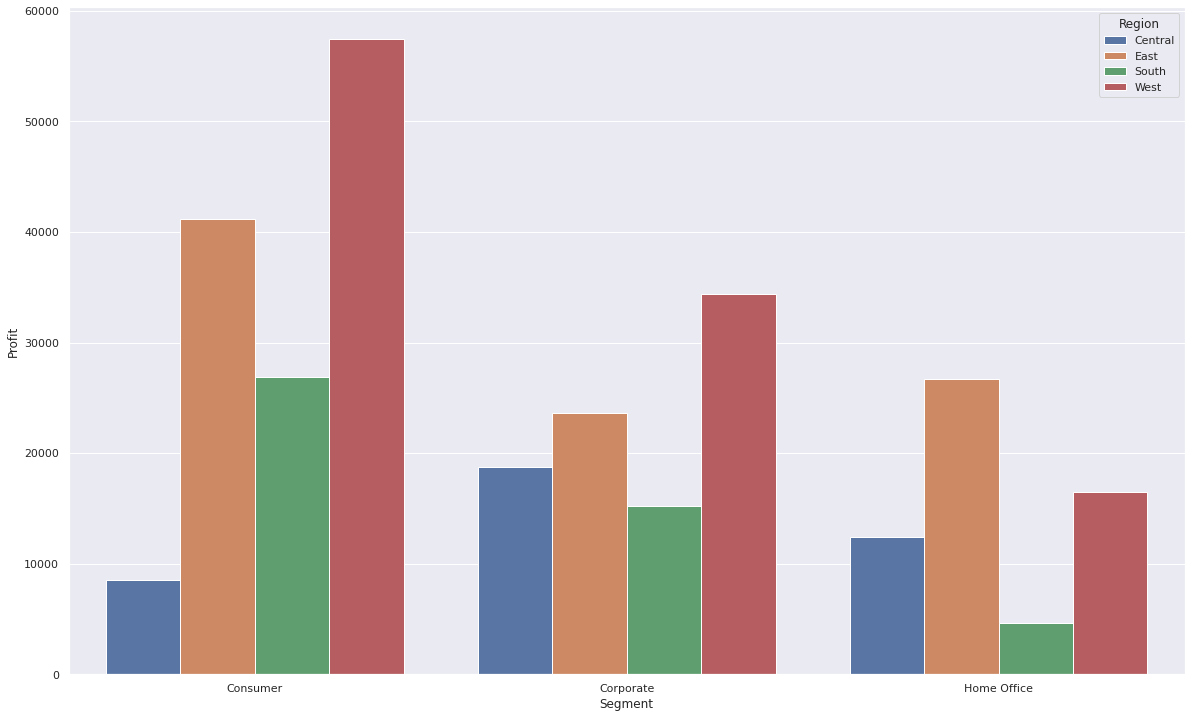 60000
50000
40000
30000
20000
10000
0
Profit
Consumer
Corporate
Home Office
Segment
Region
Central
East
South
West